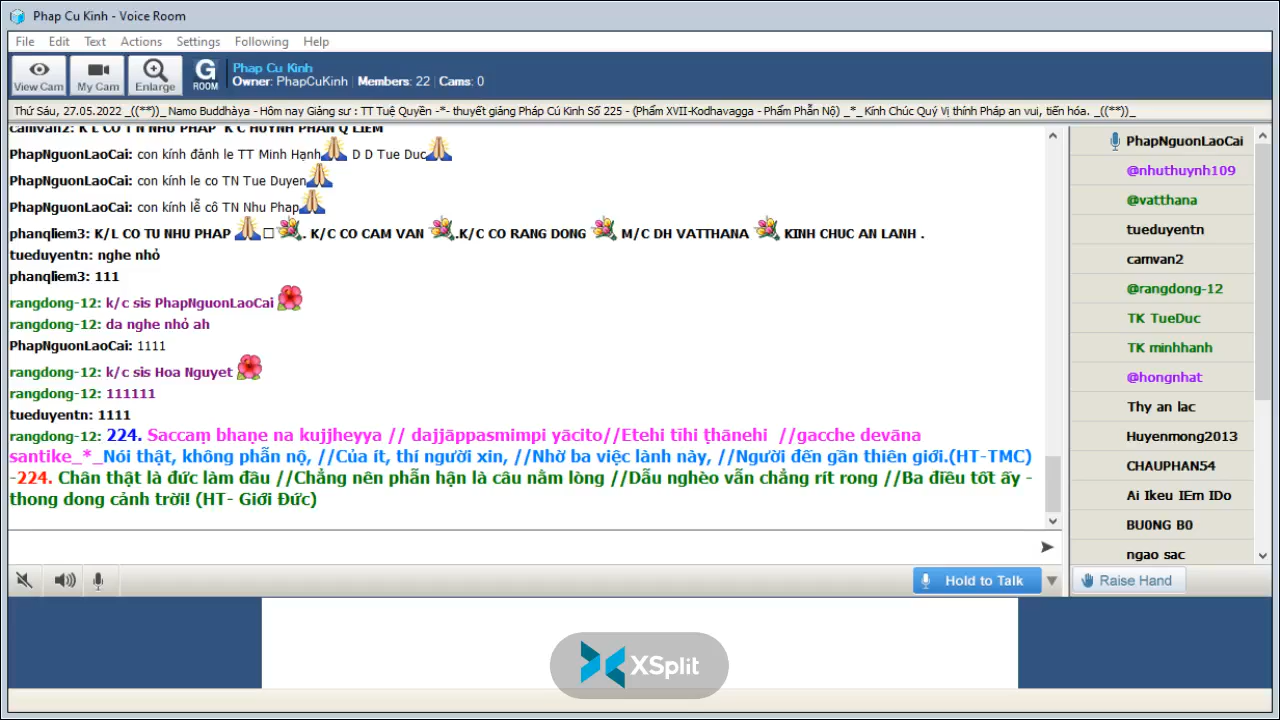 Phap Cu Kinh - Voice Room
File Edit Text Actions Settings Following Help
View Cam My Cam Enlarge G ROOM
Phap Cu Kinh
Owner: PhapCuKinh | Members: 22 | Cams: 0
Thứ Sáu, 27.05.2022 _((**))_ Namo Buddhàya - Hôm nay Giảng sư : TT Tuệ Quyền -*- thuyết giảng Pháp Cú Kinh Số 225 - (Phẩm XVII-Kodhavagga - Phẩm Phẫn Nộ) _*_ Kính Chúc Quý Vị thính Pháp an vui, tiến hóa. _((**))_
camvan2: K L CO T N NHU PHAP K C HUYNH PHAN Q LIEM
PhapNguonLaoCai: con kính đảnh le TT Minh Hạnh D D Tue Duc
PhapNguonLaoCai: con kính le co TN Tue Duyen
PhapNguonLaoCai: con kính lễ cô TN Nhu Phap
phanqliem3: K/L CO TU NHU PHAP . K/C CO CAM VAN .K/C CO RANG DONG M/C DH VATTHANA KINH CHUC AN LANH .
tueduyentn: nghe nhỏ
phanqliem3: 111
rangdong-12: k/c sis PhapNguonLaoCai
rangdong-12: da nghe nhỏ ah
PhapNguonLaoCai: 1111
rangdong-12: k/c sis Hoa Nguyet
rangdong-12: 111111
tueduyentn: 1111
rangdong-12: 224. Saccaṃ bhaṇe na kujjheyya // dajjāppasmimpi yācito//Etehi tīhi ṭhānehi //gacche devāna
santike_*_Nói thật, không phẫn nộ, //Của ít, thí người xin, //Nhờ ba việc lành này, //Người đến gần thiên giới.(HT-TMC)
-224. Chân thật là đức làm đầu //Chẳng nên phẫn hận là câu nằm lòng //Dẫu nghèo vẫn chẳng rít rong //Ba điều tốt ấy -
thong dong cảnh trời! (HT- Giới Đức)
PhapNguonLaoCai
@nhuthuynh109
@vatthana
tueduyentn
camvan2
@rangdong-12
TK TueDuc
TK minhhanh
@hongnhat
Thy an lac
Huyenmong2013
CHAUPHAN54
Ai Ikeu IEm IDo
BU0NG B0
ngao sac
Hold to Talk
Raise Hand
XSplit